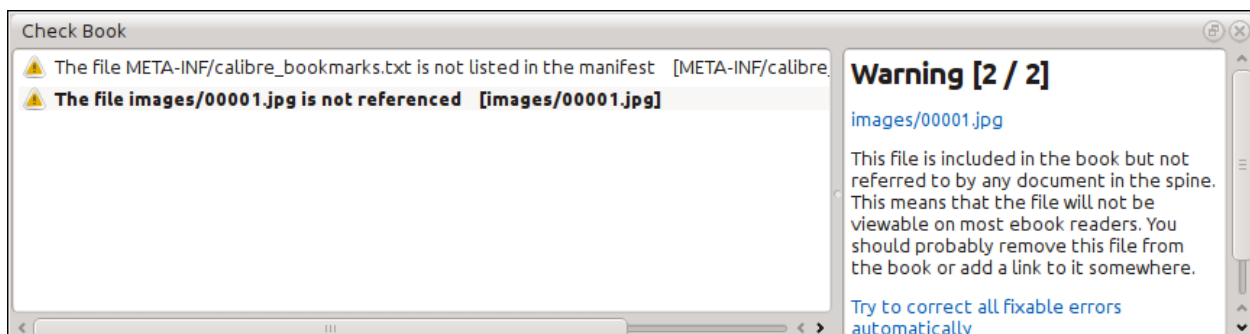 Check Book
The file META-INF/calibre_bookmarks.txt is not listed in the manifest [META-INF/calibre_
The file images/00001.jpg is not referenced [images/00001.jpg]
Warning [2 / 2]
images/00001.jpg
This file is included in the book but not
referred to by any document in the spine.
This means that the file will not be
viewable on most ebook readers. You
should probably remove this file from
the book or add a link to it somewhere.
Try to correct all fixable errors
automatically